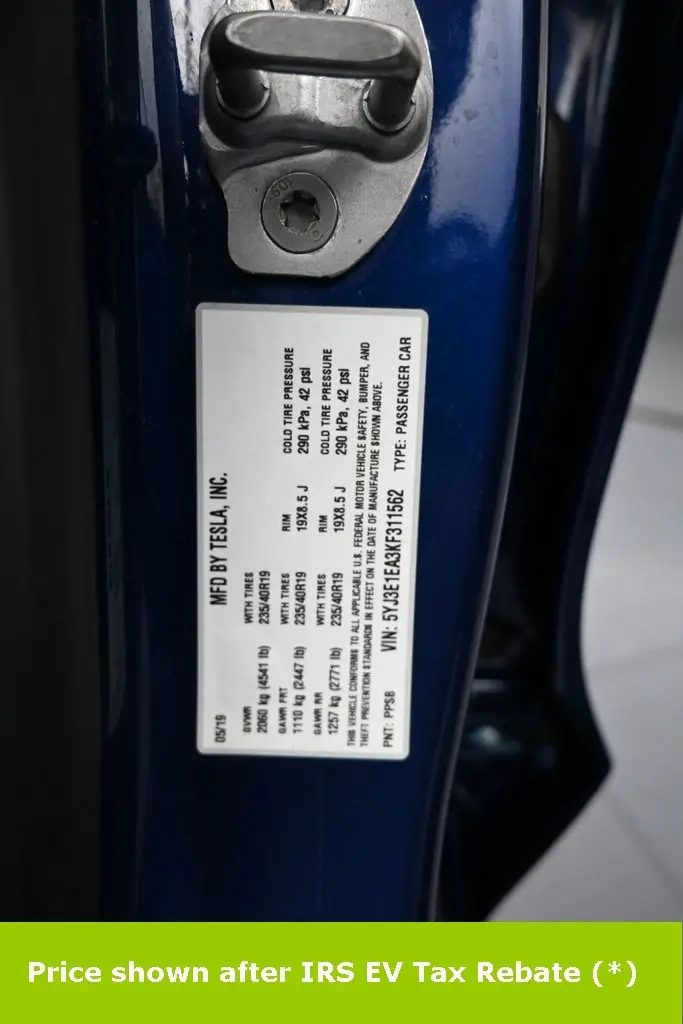 109
05/19 MFD BY TESLA, INC.
GVWR WITH TIRES
2060 kg (4541 lb) 235/40R19
GAWR FRT WITH TIRES RIM COLD TIRE PRESSURE
1110 kg (2447 lb) 235/40R19 19X8.5 J 290 kPa, 42 psi
GAWR RR WITH TIRES RIM COLD TIRE PRESSURE
1257 kg (2771 lb) 235/40R19 19X8.5 J 290 kPa, 42 psi
THIS VEHICLE CONFORMS TO ALL APPLICABLE U.S. FEDERAL MOTOR VEHICLE SAFETY, BUMPER, AND
THEFT PREVENTION STANDARDS IN EFFECT ON THE DATE OF MANUFACTURE SHOWN ABOVE.
PNT: PPSB VIN: 5YJ3E1EA3KF311562 TYPE: PASSENGER CAR
Price shown after IRS EV Tax Rebate (*)